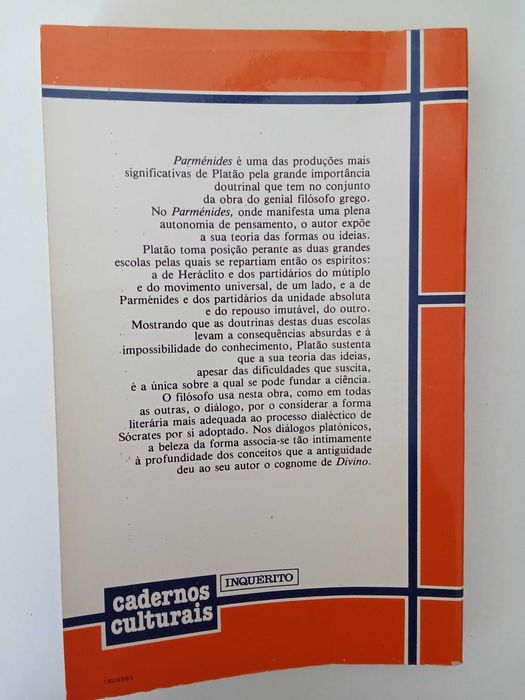 Parménides é uma das produções mais
significativas de Platão pela grande importância
doutrinal que tem no conjunto
da obra do genial filósofo grego.
No Parménides, onde manifesta uma plena
autonomia de pensamento, o autor expõe
a sua teoria das formas ou ideias.
Platão toma posição perante as duas grandes
escolas pelas quais se repartiam então os espíritos:
a de Heráclito e dos partidários do mútiplo
e do movimento universal, de um lado, e a de
Parménides e dos partidários da unidade absoluta
e do repouso imutável, do outro.
Mostrando que as doutrinas destas duas escolas
levam a consequências absurdas e à
impossibilidade do conhecimento, Platão sustenta
que a sua teoria das ideias,
apesar das dificuldades que suscita,
é a única sobre a qual se pode fundar a ciência.
O filósofo usa nesta obra, como em todas
as outras, o diálogo, por o considerar a forma
literária mais adequada ao processo dialéctico de
Sócrates por si adoptado. Nos diálogos platónicos,
a beleza da forma associa-se tão intimamente
à profundidade dos conceitos que a antiguidade
deu ao seu autor o cognome de Divino.
INQUÉRITO
cadernos
culturais
1609994